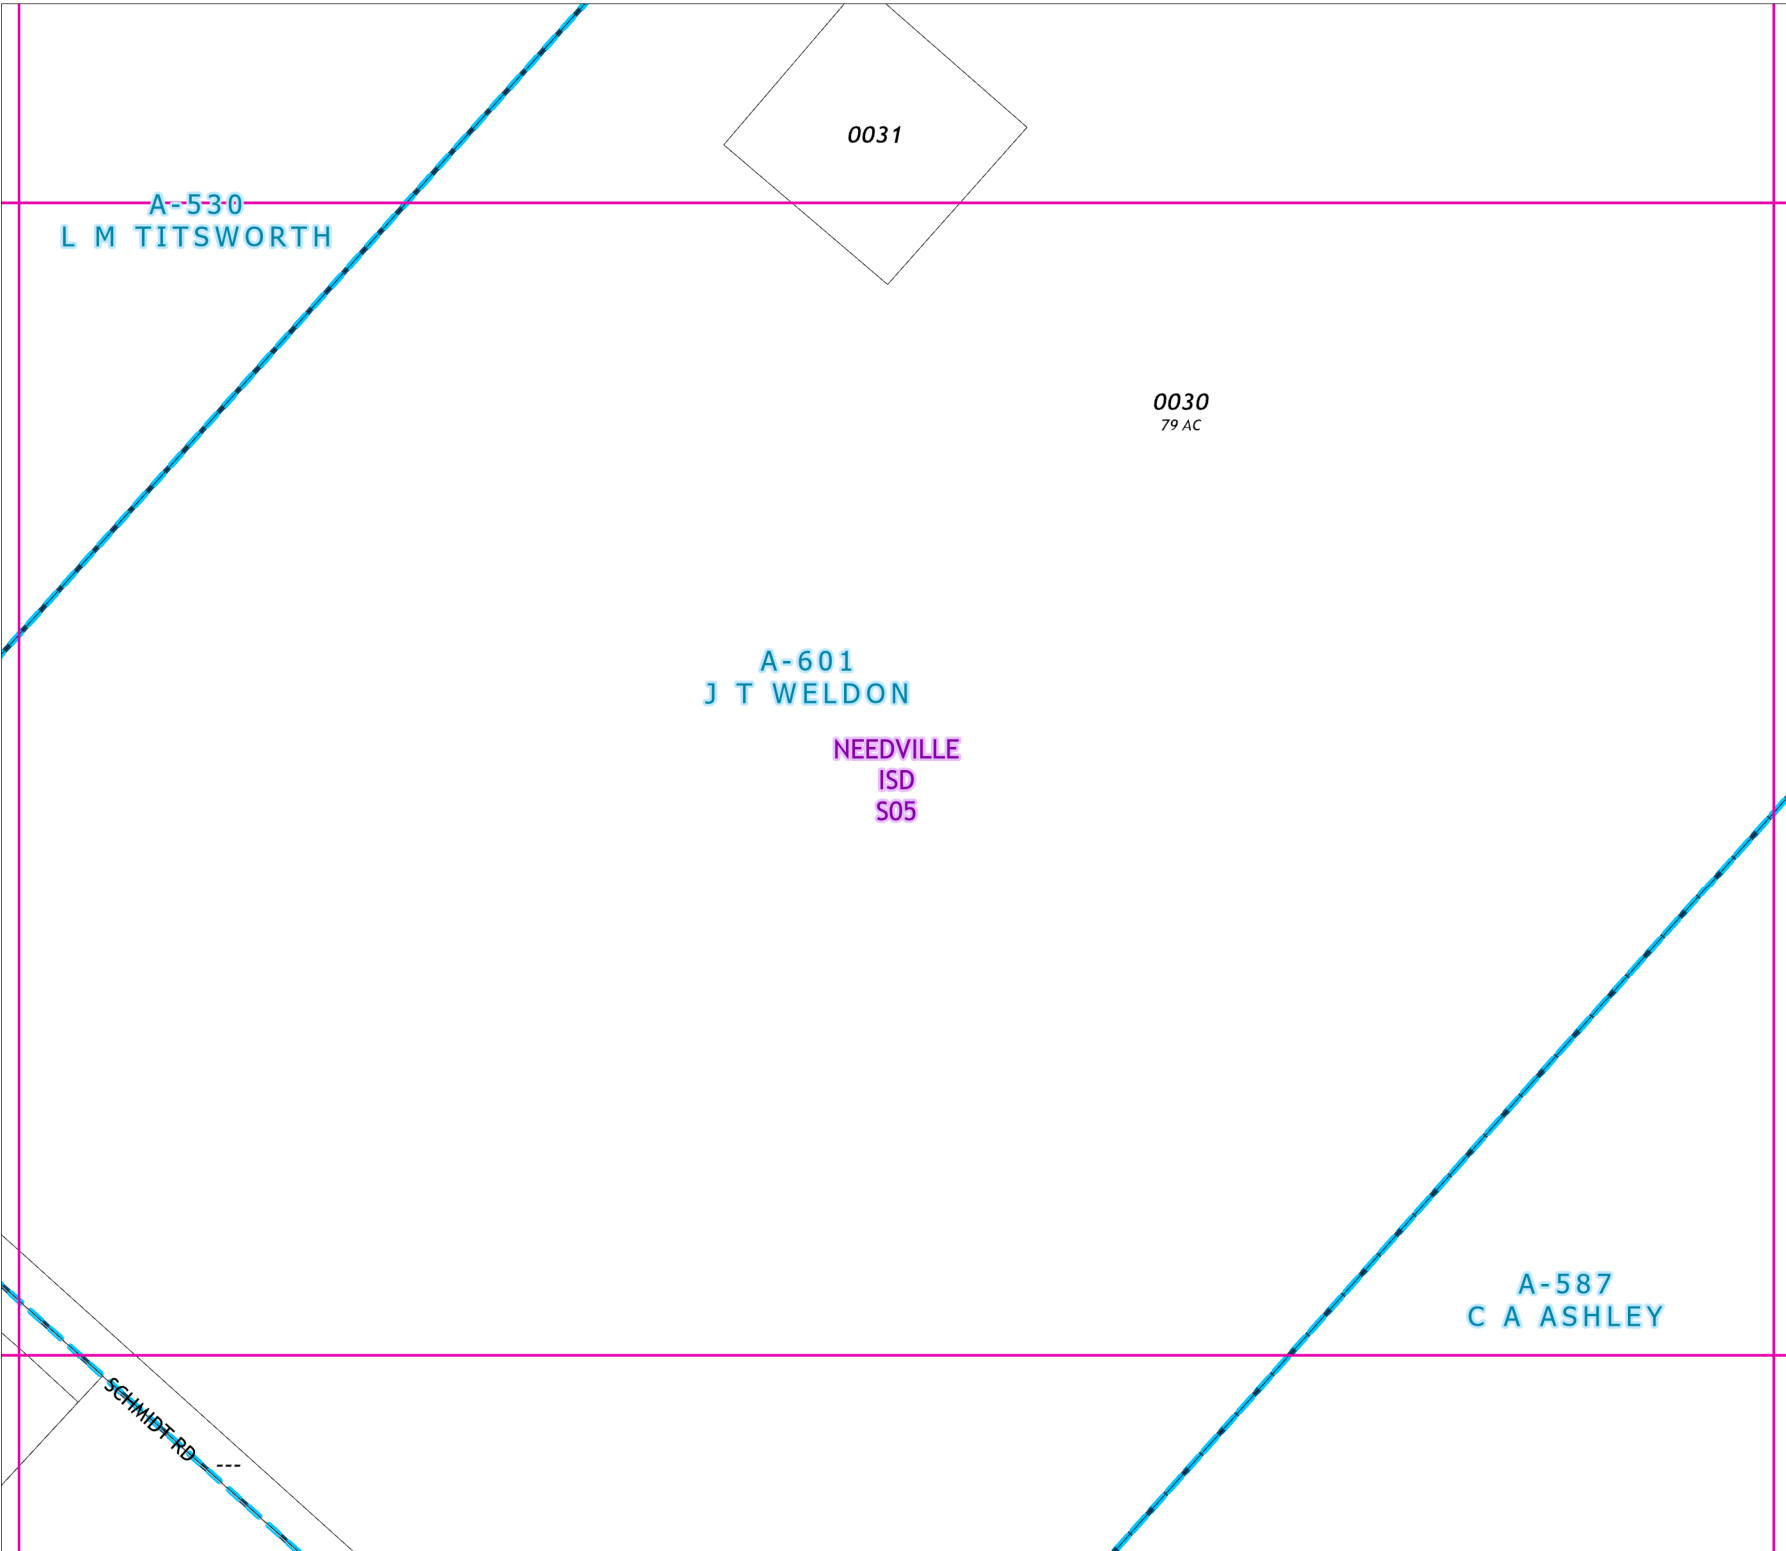 0031
A-530
L M TITSWORTH
0030
79 AC
A-601
J T WELDON
NEEDVILLE
ISD
S05
A-587
C A ASHLEY
SCHMIDT RD
---